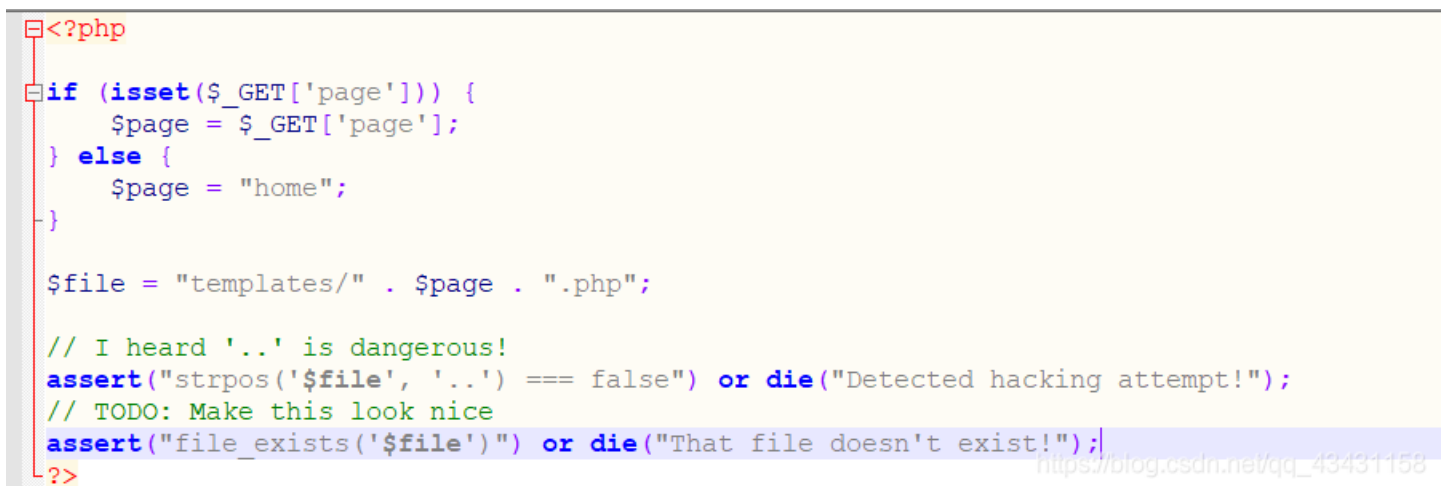 <?php
if (isset($_GET['page'])) {
    $page = $_GET['page'];
} else {
    $page = "home";
}
$file = "templates/" . $page . ".php";
// I heard '..' is dangerous!
assert("strpos('$file', '..') === false") or die("Detected hacking attempt!");
// TODO: Make this look nice
assert("file_exists('$file')") or die("That file doesn't exist!");
?>
https://blog.csdn.net/qq_43431158